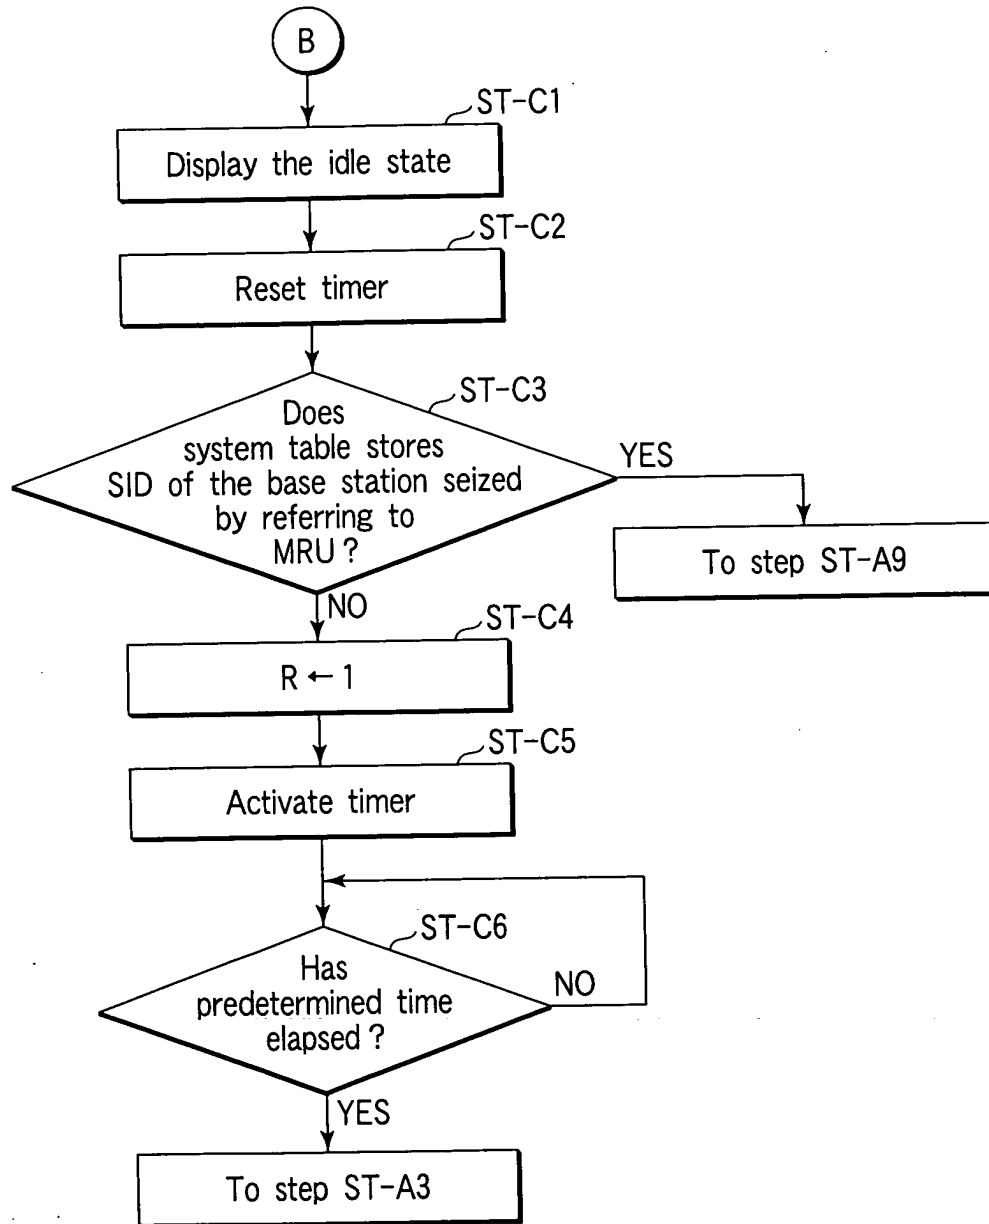 B
ST-C1
Display the idle state
ST-C2
Reset timer
ST-C3
Does
system table stores
SID of the base station seized
by referring to
MRU?
YES
To step ST-A9
NO
ST-C4
R ← 1
ST-C5
Activate timer
ST-C6
Has
predetermined time
elapsed?
NO
YES
To step ST-A3